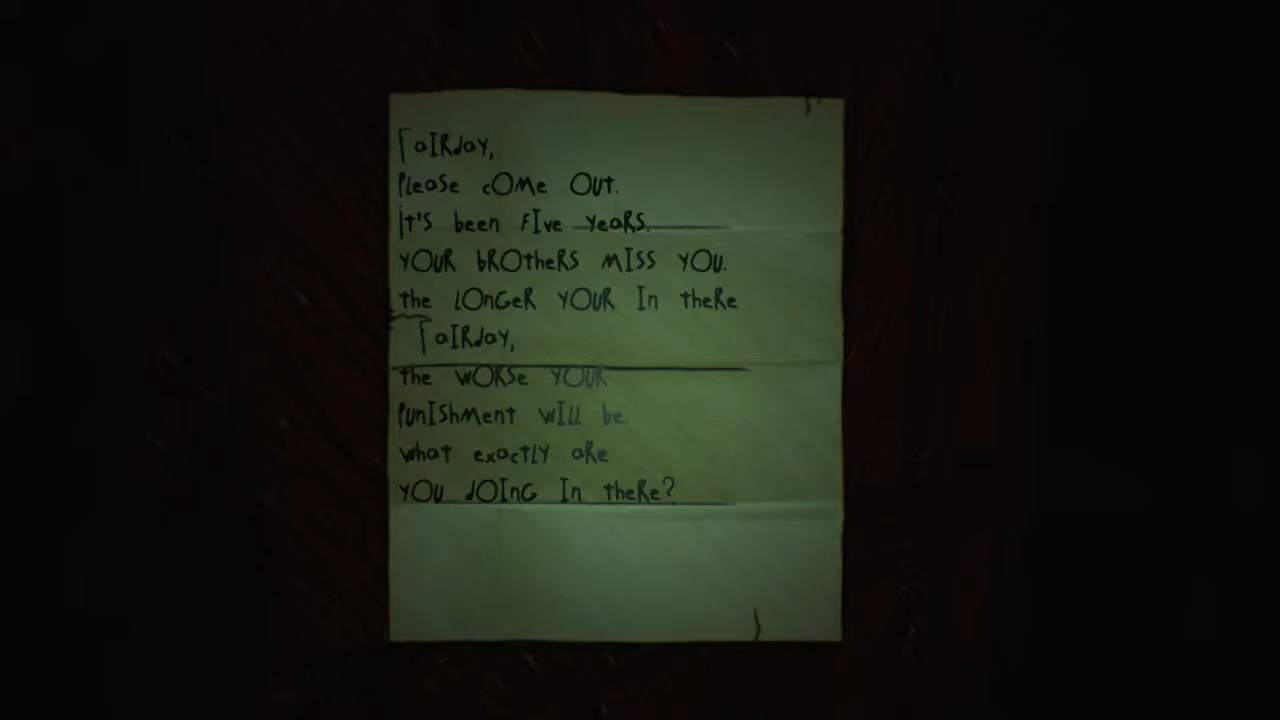 FaIRday,
Please cOMe OUt.
It's been FIve yeaRS.
yOUR bROtheRS MISS yOU.
the LOnGeR yOUR In theRe
FaIRday,
the WORSe yOUR
PunIShMent wILL be.
what exactLy aRe
yOU dOInG In theRe?